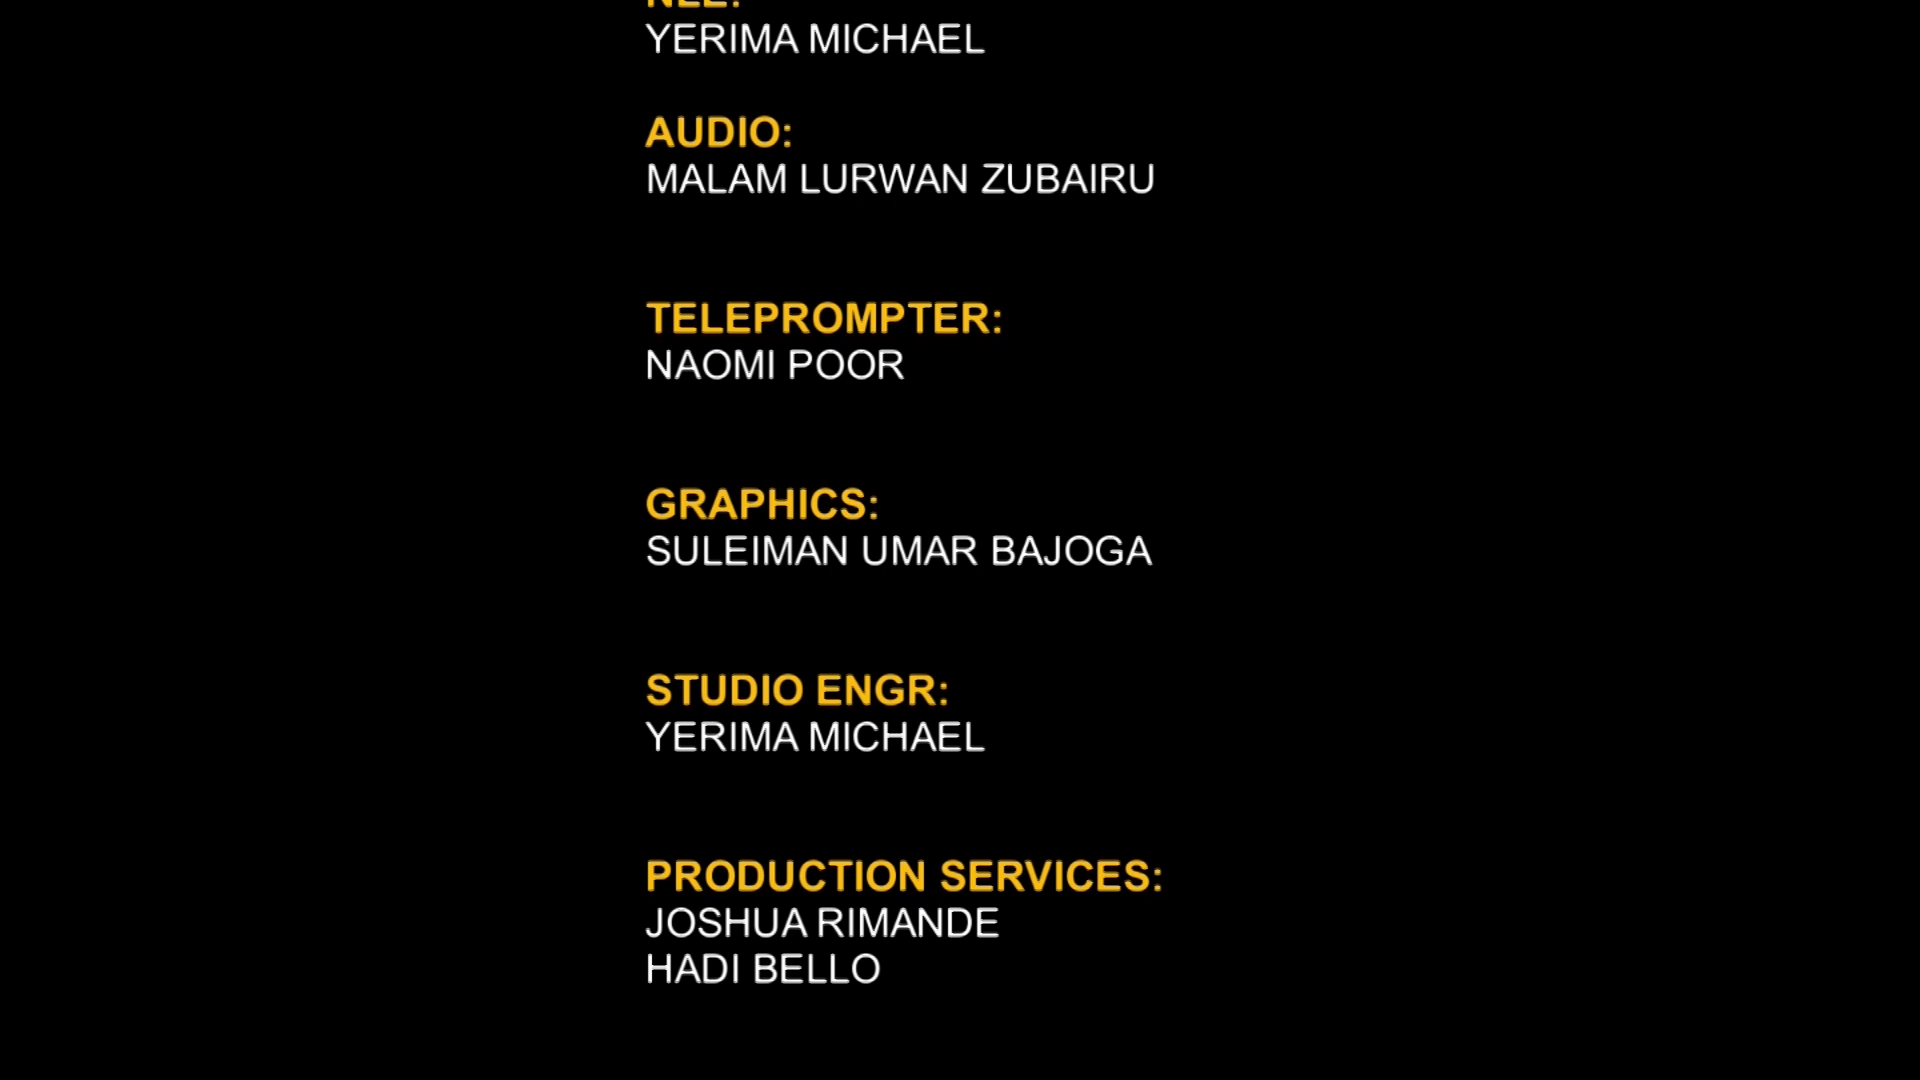 NLE:
YERIMA MICHAEL
AUDIO:
MALAM LURWAN ZUBAIRU
TELEPROMPTER:
NAOMI POOR
GRAPHICS:
SULEIMAN UMAR BAJOGA
STUDIO ENGR:
YERIMA MICHAEL
PRODUCTION SERVICES:
JOSHUA RIMANDE
HADI BELLO